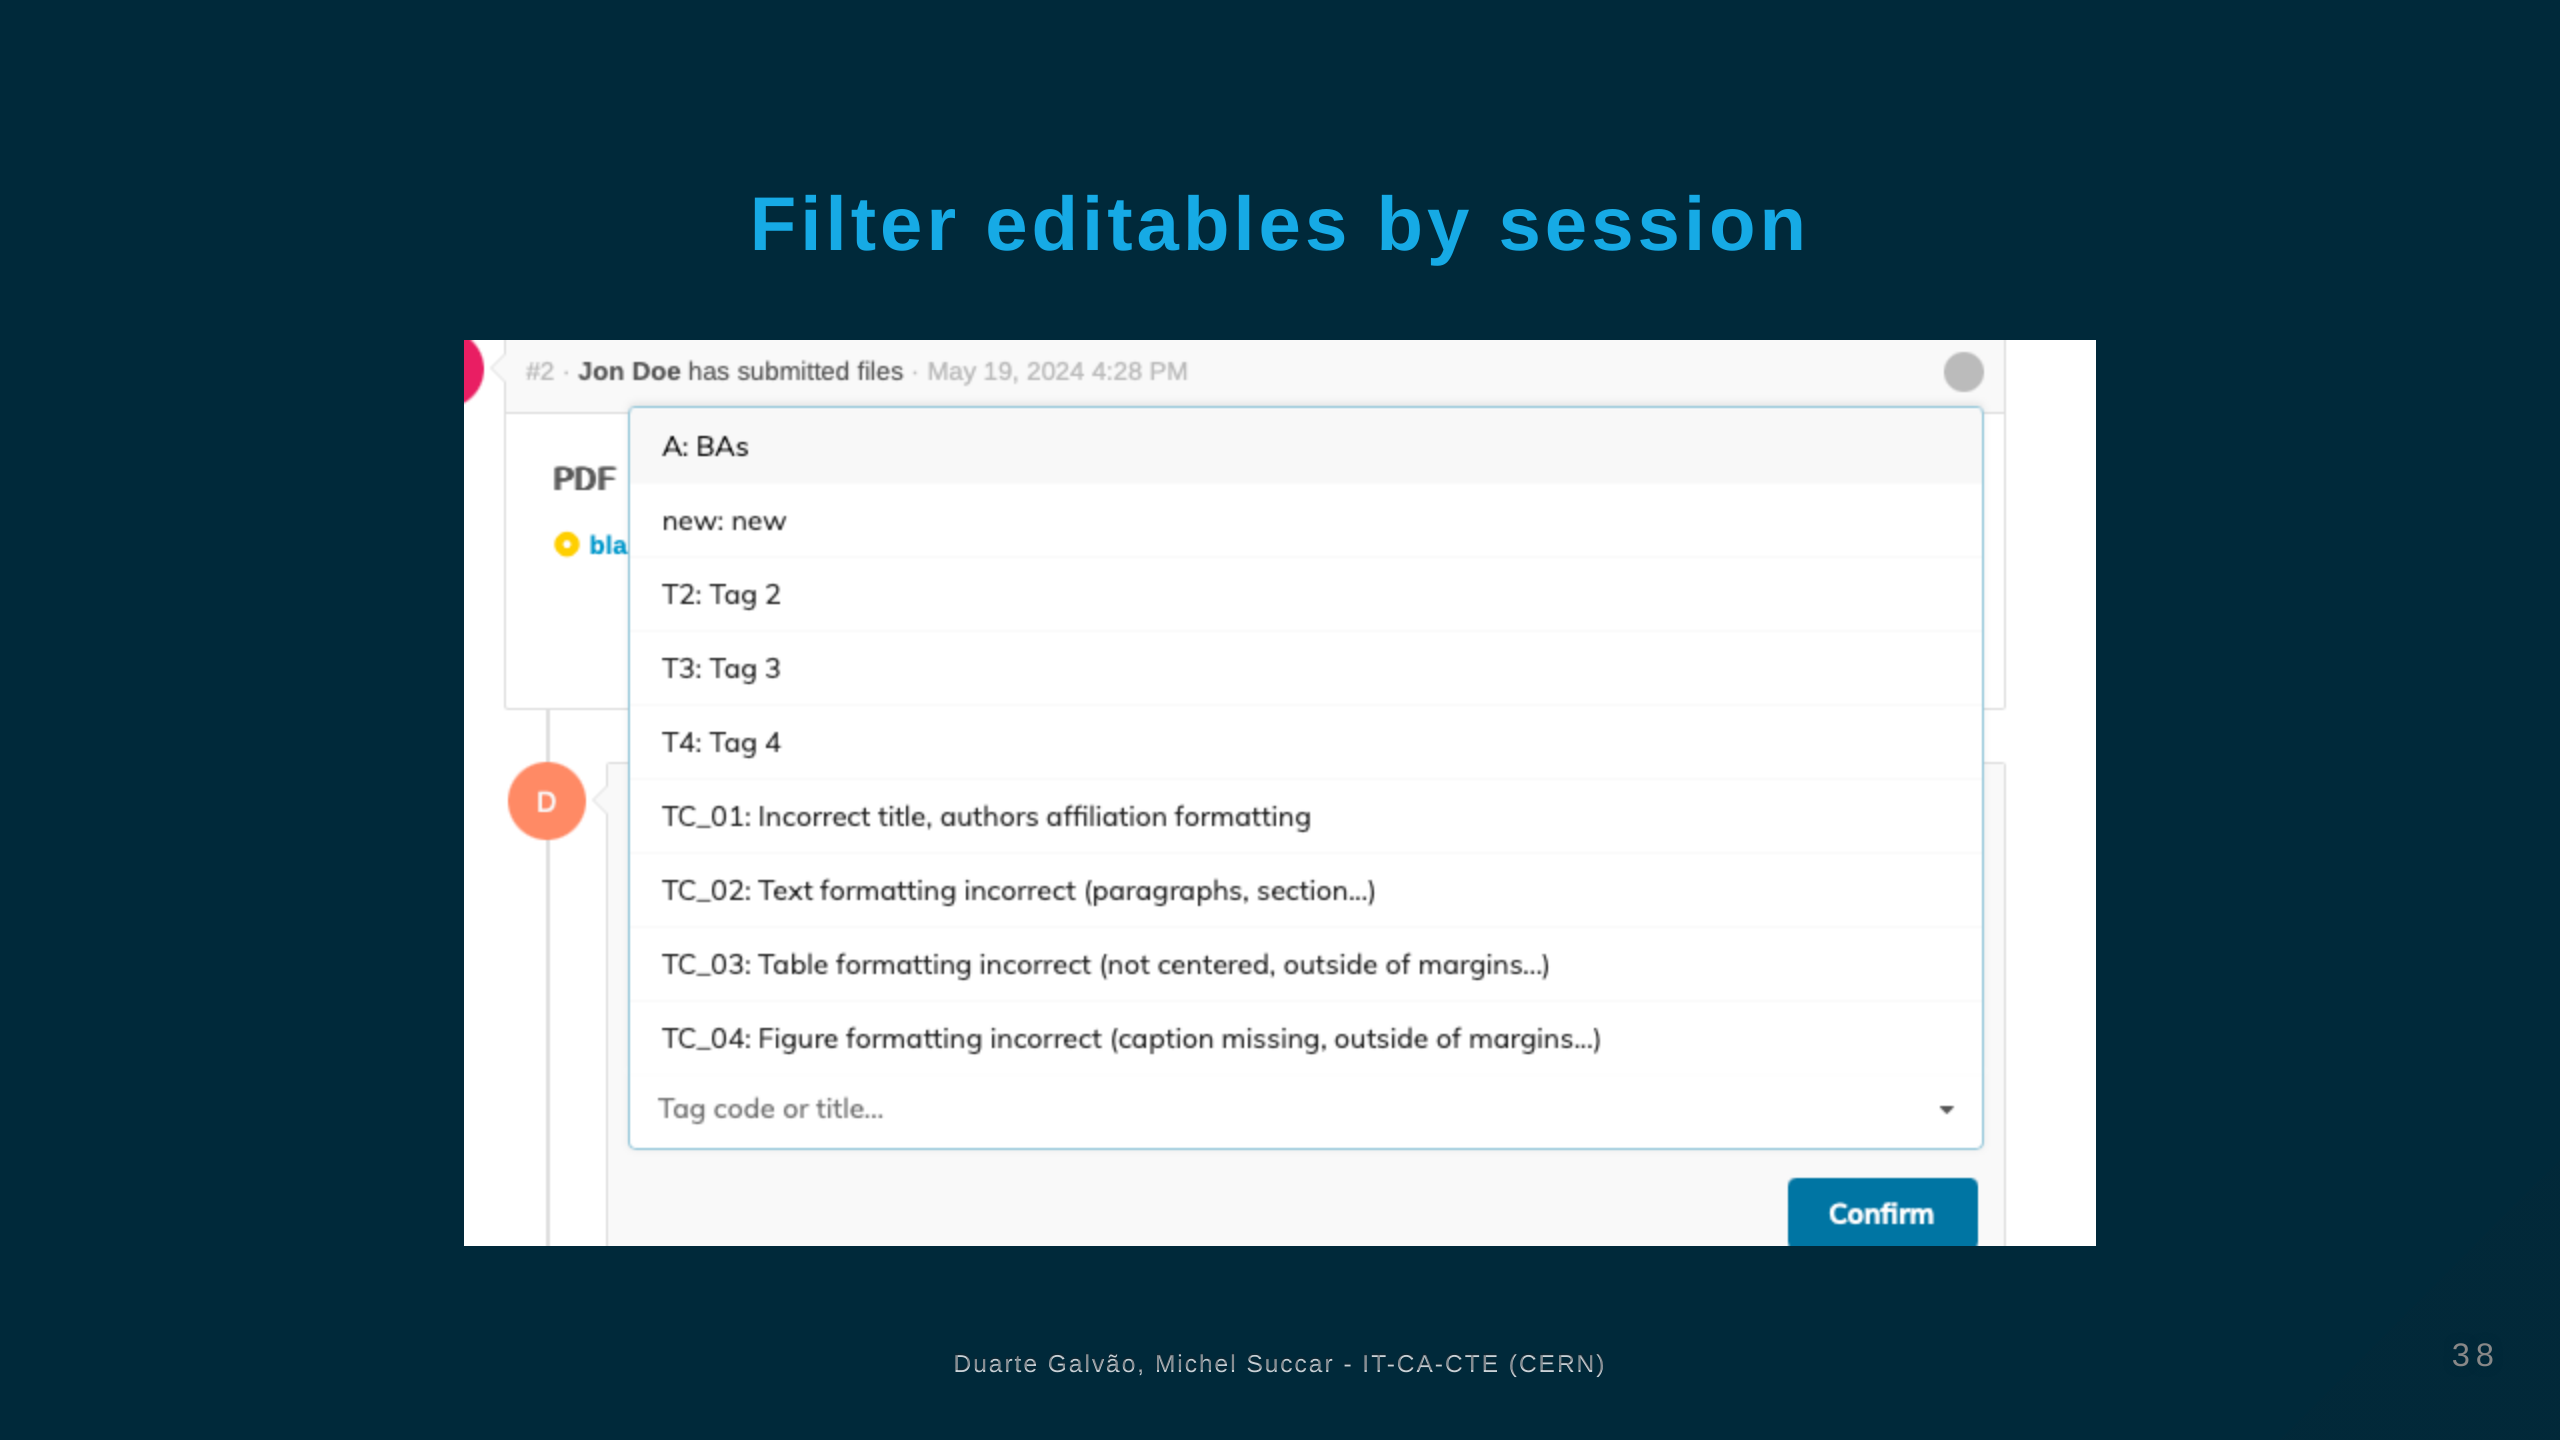 Filter editables by session
#2 · Jon Doe has submitted files · May 19, 2024 4:28 PM
A: BAs
PDF
new: new
bla
T2: Tag 2
T3: Tag 3
T4: Tag 4
D
TC_01: Incorrect title, authors affiliation formatting
TC_02: Text formatting incorrect (paragraphs, section...)
TC_03: Table formatting incorrect (not centered, outside of margins...)
TC_04: Figure formatting incorrect (caption missing, outside of margins...)
Tag code or title...
Confirm
Duarte Galvão, Michel Succar - IT-CA-CTE (CERN)
38